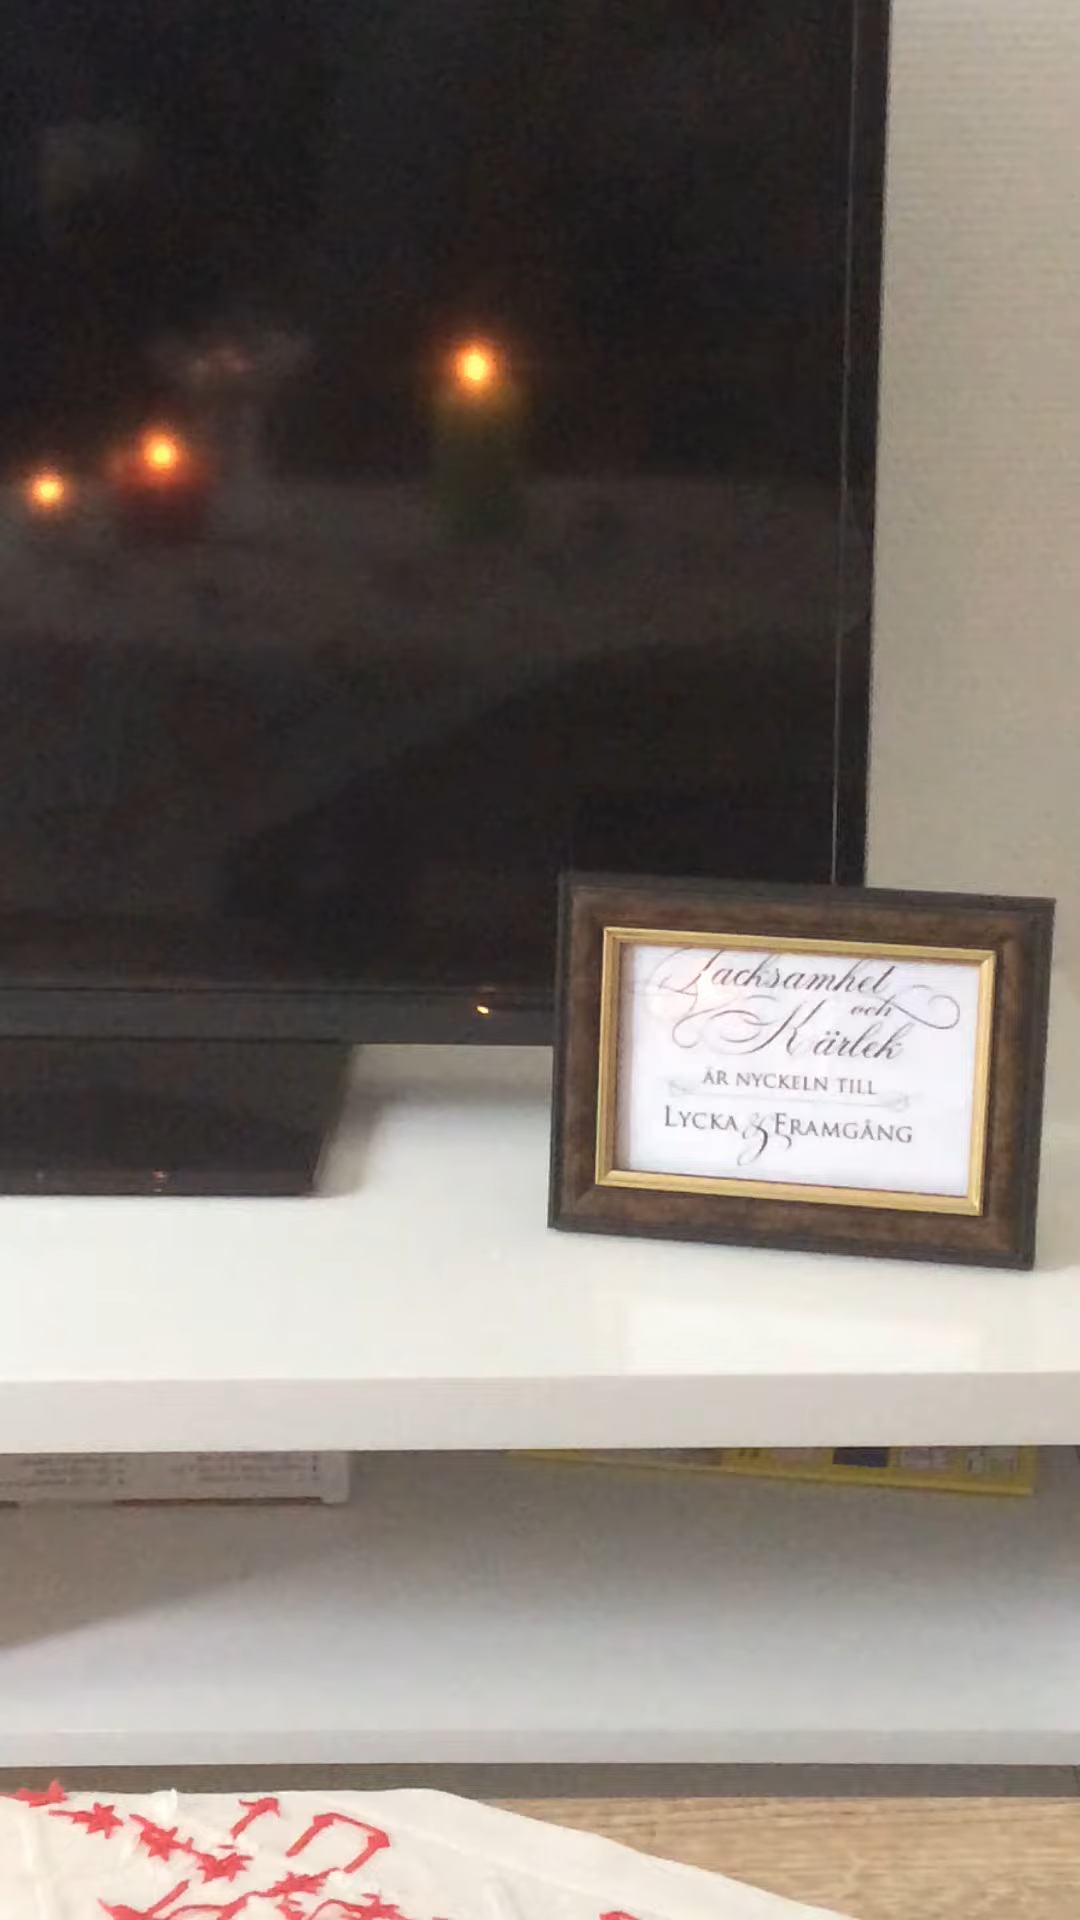 Tacksamhet
och
Kärlek
ÄR NYCKELN TILL
LYCKA & FRAMGÅNG